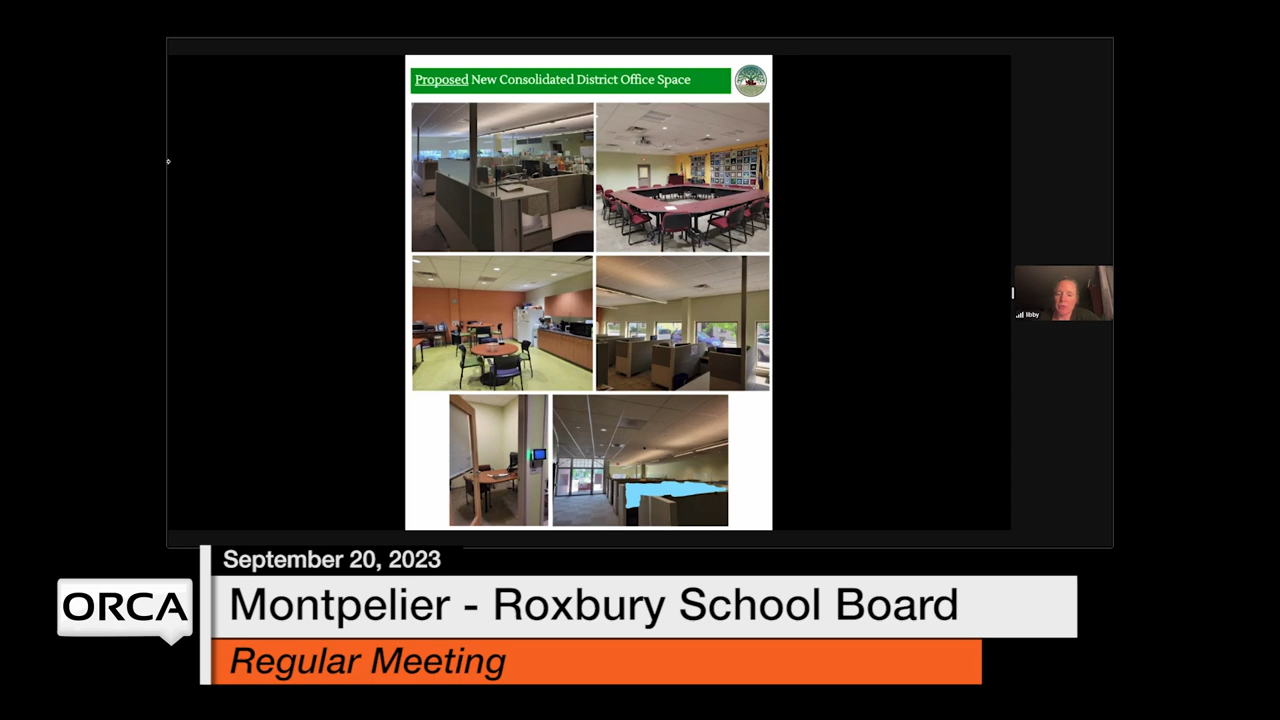 Proposed New Consolidated District Office Space
libby
September 20, 2023
ORCA
Montpelier - Roxbury School Board
Regular Meeting